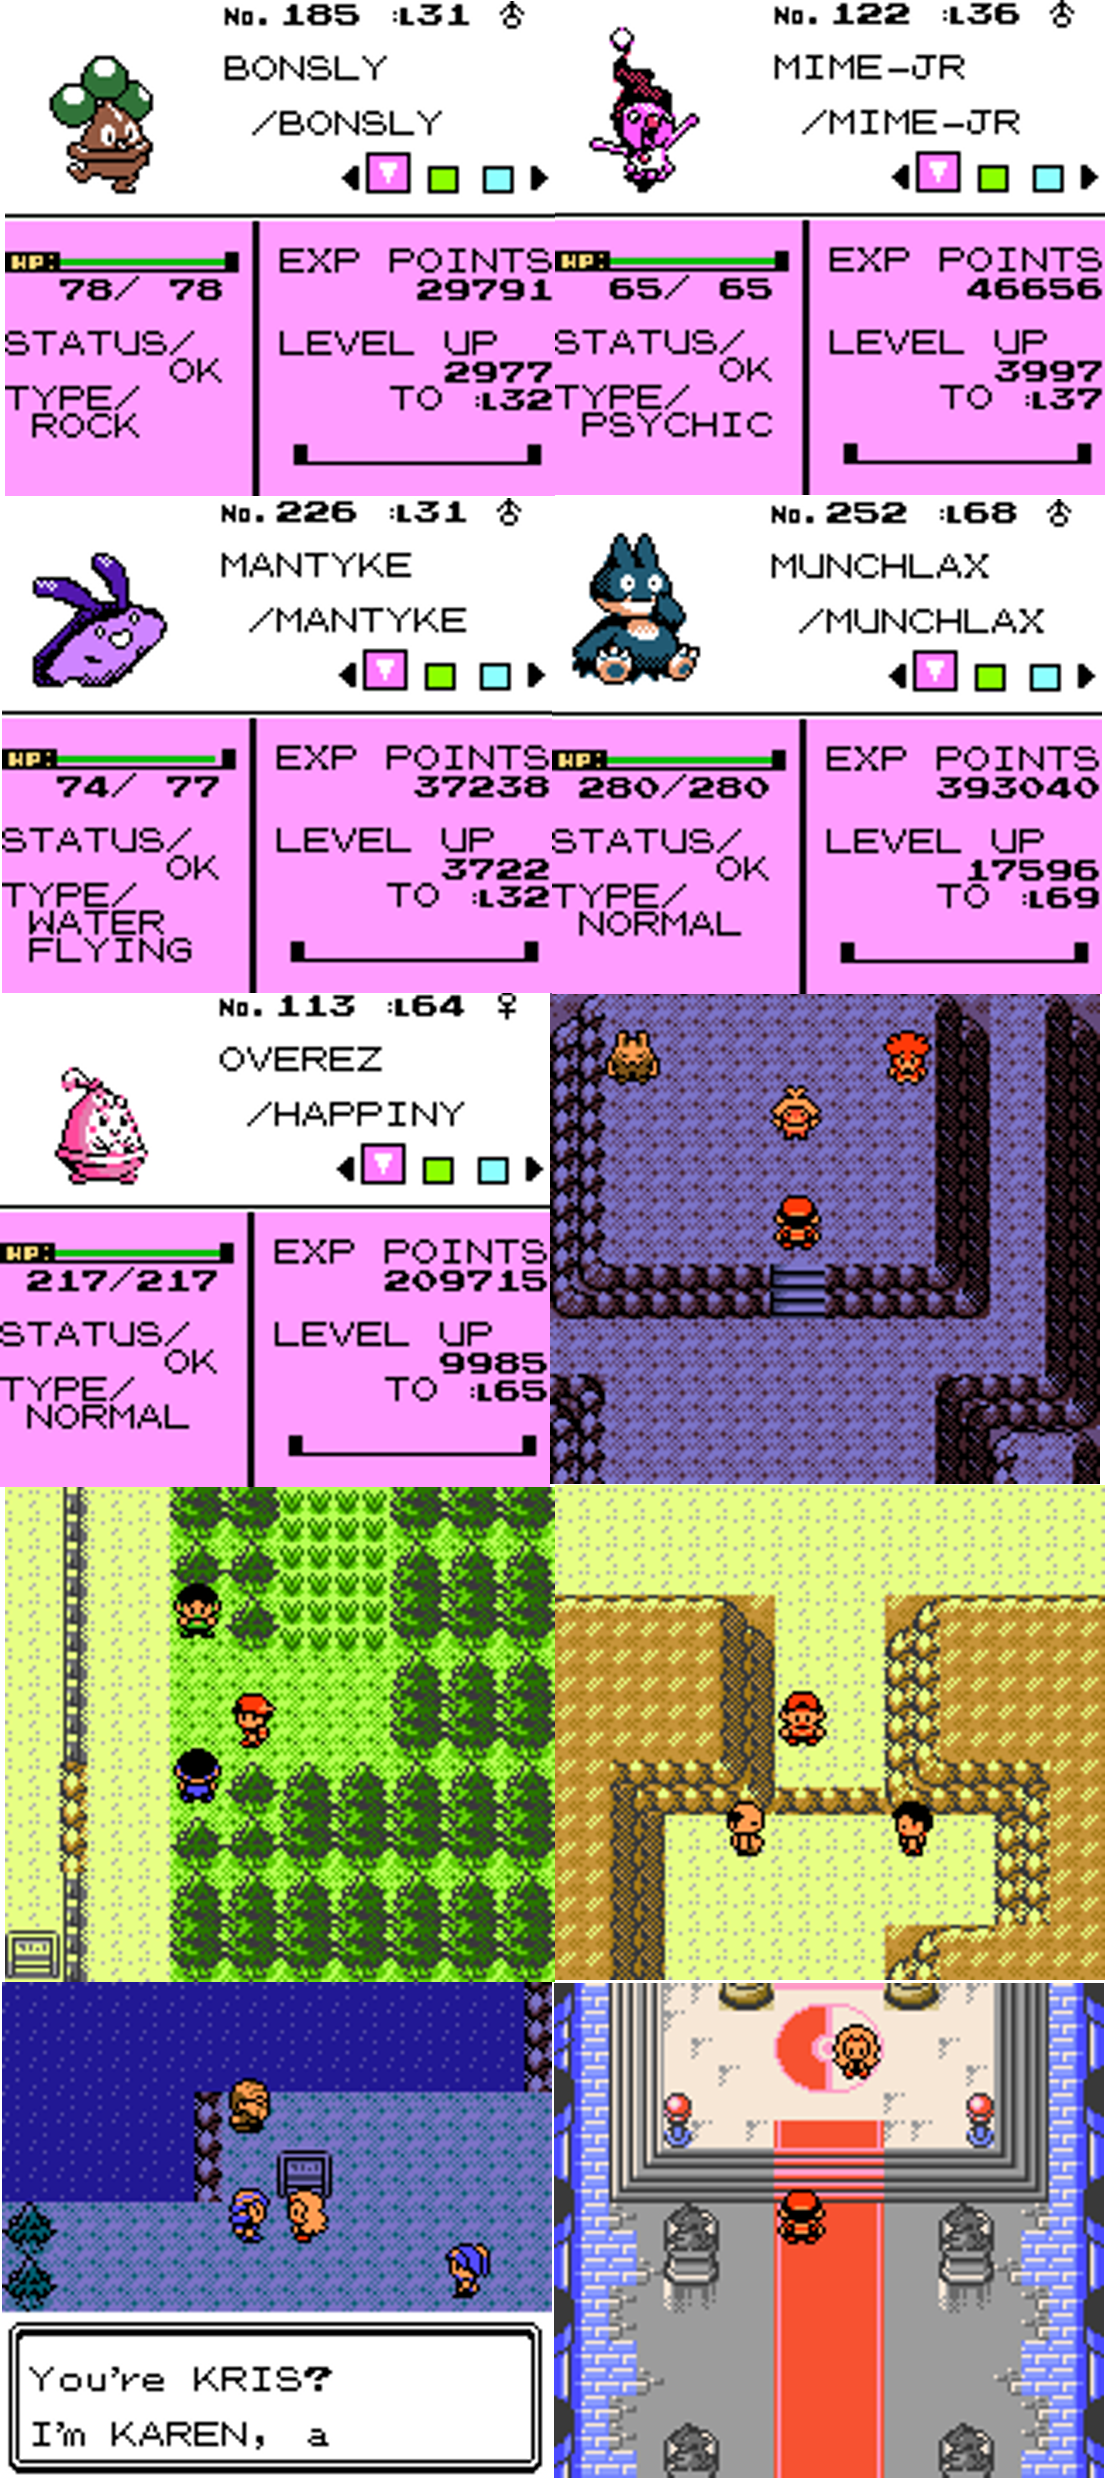 No. 185 :L31 ♂
BONSLY
/BONSLY
HP:
78/ 78
STATUS/
OK
TYPE/
ROCK
EXP POINTS
29791
LEVEL UP
2977
TO :L32
No. 122 :L36 ♂
MIME-JR
/MIME-JR
HP:
65/ 65
STATUS/
OK
TYPE/
PSYCHIC
EXP POINTS
46656
LEVEL UP
3997
TO :L37
No. 226 :L31 ♂
MANTYKE
/MANTYKE
HP:
74/ 77
STATUS/
OK
TYPE/
WATER
FLYING
EXP POINTS
37238
LEVEL UP
3722
TO :L32
No. 252 :L68 ♂
MUNCHLAX
/MUNCHLAX
HP:
280/280
STATUS/
OK
TYPE/
NORMAL
EXP POINTS
393040
LEVEL UP
17596
TO :L69
No. 113 :L64 ♀
OVEREZ
/HAPPINY
HP:
217/217
STATUS/
OK
TYPE/
NORMAL
EXP POINTS
209715
LEVEL UP
9985
TO :L65
You're KRIS?
I'm KAREN, a